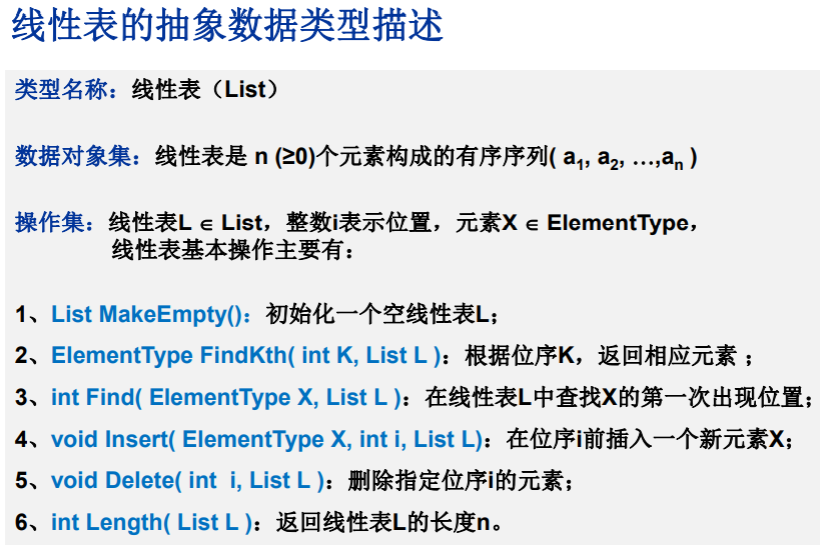 线性表的抽象数据类型描述
类型名称：线性表（List）
数据对象集：线性表是 n (≥0)个元素构成的有序序列( a₁, a₂, …,aₙ )
操作集：线性表L ∈ List，整数i表示位置，元素X ∈ ElementType，
线性表基本操作主要有：
1、List MakeEmpty()：初始化一个空线性表L；
2、ElementType FindKth( int K, List L )：根据位序K，返回相应元素 ；
3、int Find( ElementType X, List L )：在线性表L中查找X的第一次出现位置；
4、void Insert( ElementType X, int i, List L)：在位序i前插入一个新元素X；
5、void Delete( int i, List L )：删除指定位序i的元素；
6、int Length( List L )：返回线性表L的长度n。